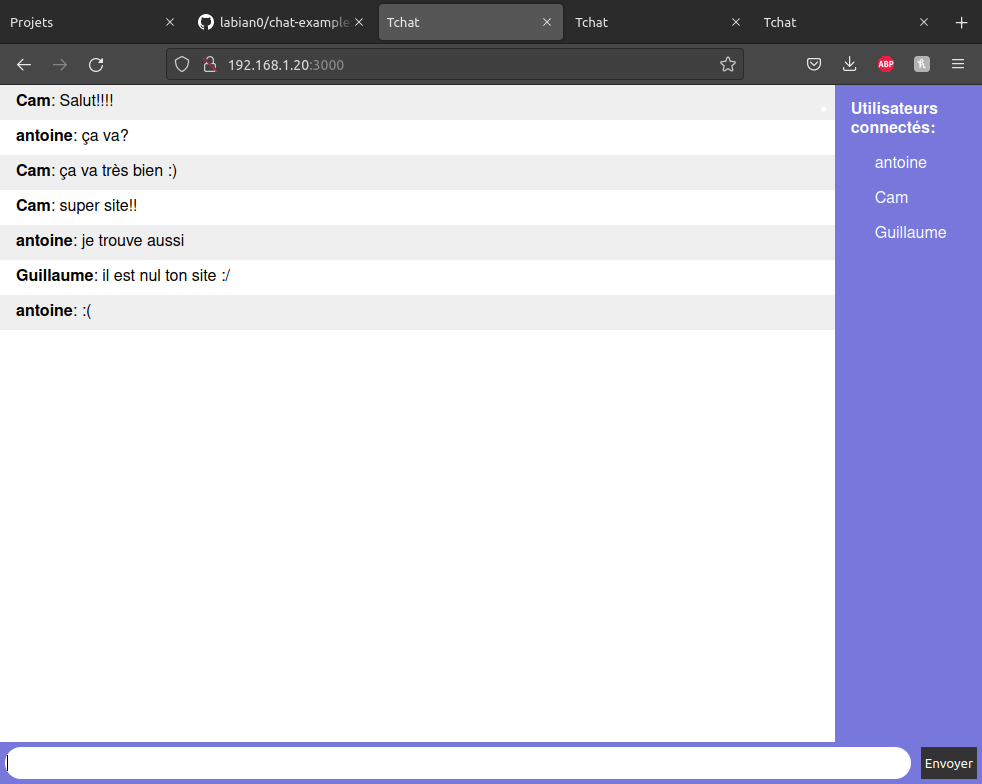 Projets
labian0/chat-example
Tchat
Tchat
Tchat
192.168.1.20:3000
ABP
Cam: Salut!!!!
antoine: ça va?
Cam: ça va très bien :)
Cam: super site!!
antoine: je trouve aussi
Guillaume: il est nul ton site :/
antoine: :(
Utilisateurs
connectés:
antoine
Cam
Guillaume
Envoyer